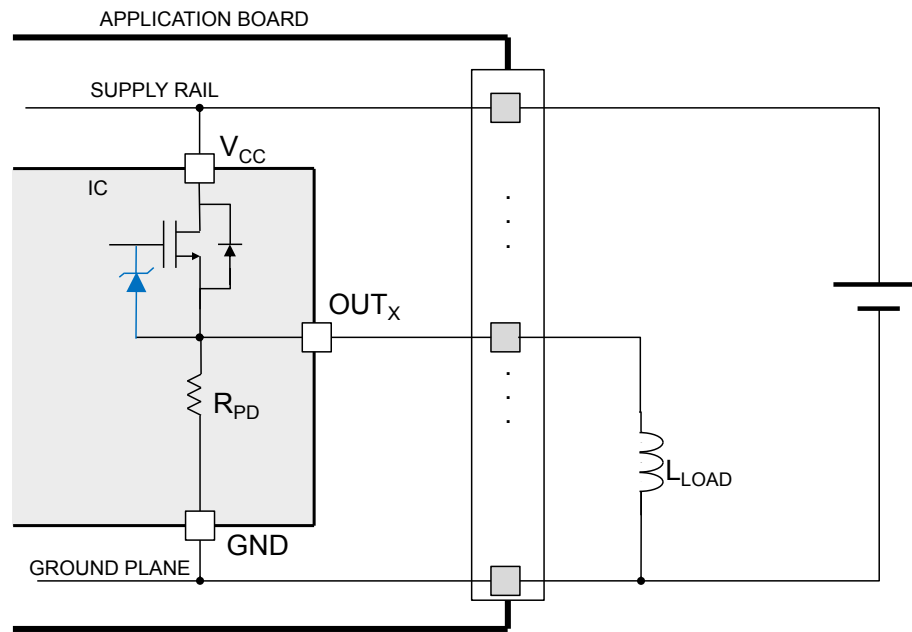 APPLICATION BOARD
SUPPLY RAIL
VCC
IC
OUTX
RPD
LLOAD
GND
GROUND PLANE